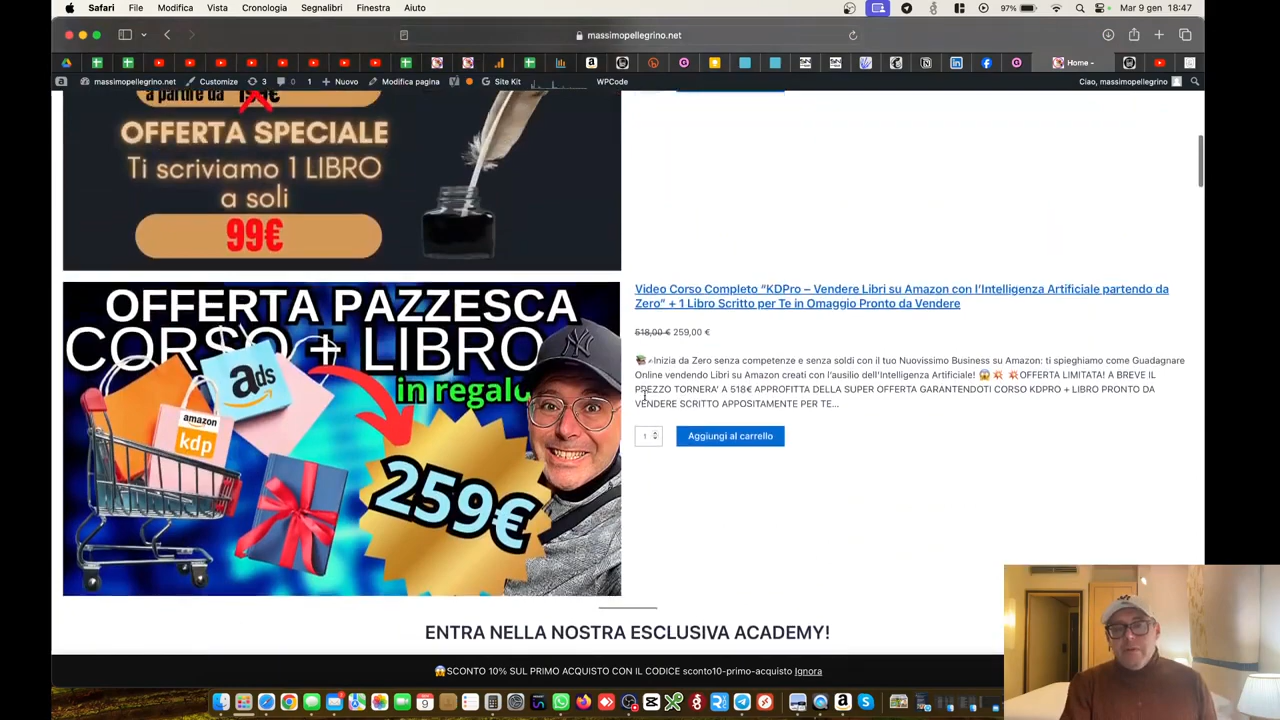 Safari File Modifica Vista Cronologia Segnalibri Finestra Aiuto 97% Mar 9 gen 18:47
massimopellegrino.net
Home -
massimopellegrino.net Customize 3 0 1 Nuovo Modifica pagina Site Kit WPCode Ciao, massimopellegrino
a partire da
OFFERTA SPECIALE
Ti scriviamo 1 LIBRO
a soli
99€
OFFERTA PAZZESCA
CORSO + LIBRO
in regalo
ads
amazon
kdp
259€
Video Corso Completo “KDPro – Vendere Libri su Amazon con l’Intelligenza Artificiale partendo da
Zero” + 1 Libro Scritto per Te in Omaggio Pronto da Vendere
518,00 € 259,00 €
Inizia da Zero senza competenze e senza soldi con il tuo Nuovissimo Business su Amazon: ti spieghiamo come Guadagnare
Online vendendo Libri su Amazon creati con l’ausilio dell’Intelligenza Artificiale! 😱 💥 💥OFFERTA LIMITATA! A BREVE IL
PREZZO TORNERA’ A 518€ APPROFITTA DELLA SUPER OFFERTA GARANTENDOTI CORSO KDPRO + LIBRO PRONTO DA
VENDERE SCRITTO APPOSITAMENTE PER TE...
1 Aggiungi al carrello
ENTRA NELLA NOSTRA ESCLUSIVA ACADEMY!
😱SCONTO 10% SUL PRIMO ACQUISTO CON IL CODICE sconto10-primo-acquisto Ignora